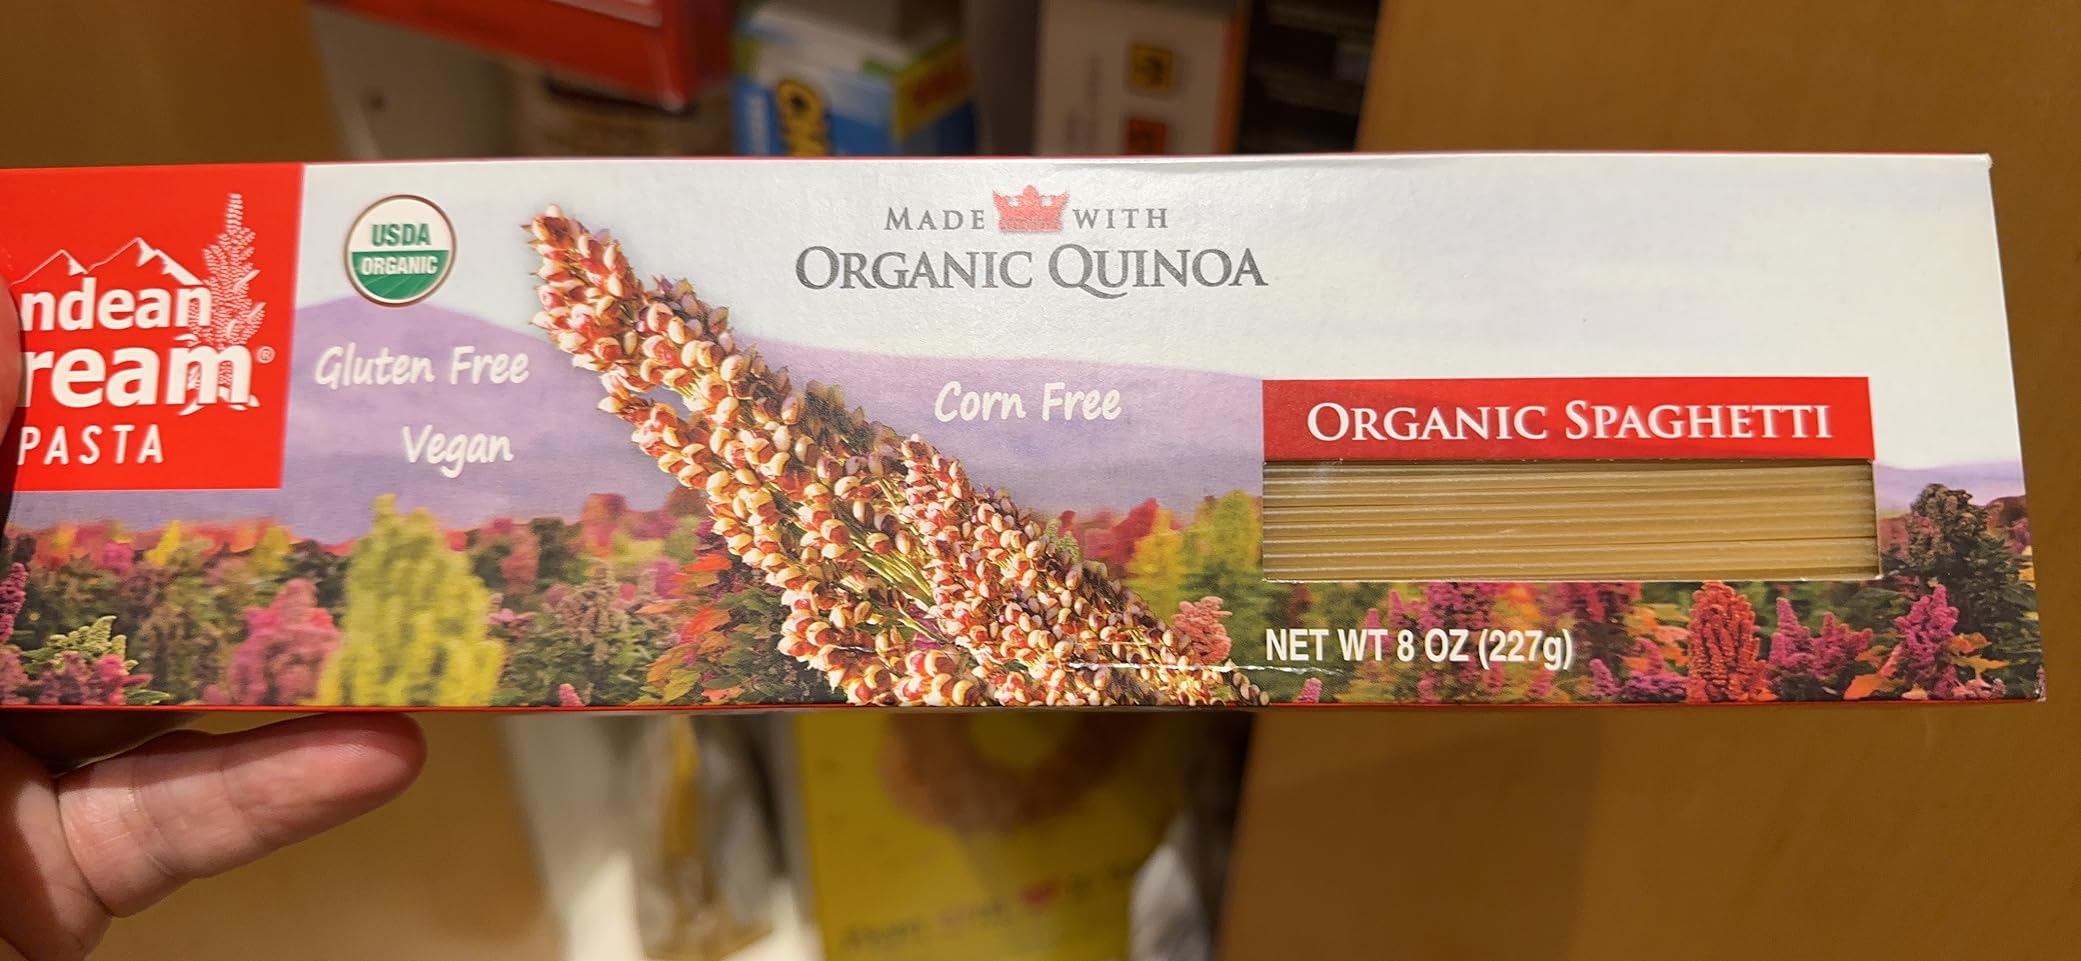 ndean
ream®
PASTA
USDA
ORGANIC
Gluten Free
Vegan
MADE WITH
ORGANIC QUINOA
Corn Free
ORGANIC SPAGHETTI
NET WT 8 OZ (227g)